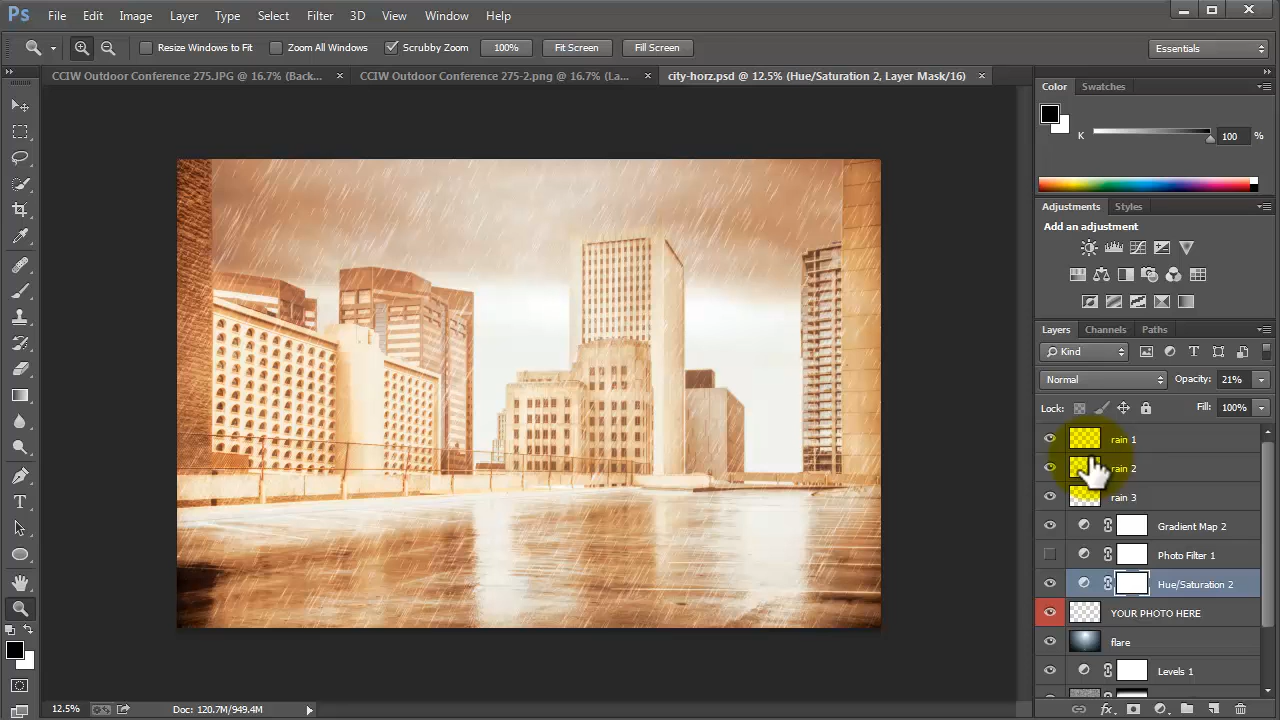 Ps File Edit Image Layer Type Select Filter 3D View Window Help
Resize Windows to Fit Zoom All Windows Scrubby Zoom 100% Fit Screen Fill Screen Essentials
CCIW Outdoor Conference 275.JPG @ 16.7% (Back... CCIW Outdoor Conference 275-2.png @ 16.7% (La... city-horz.psd @ 12.5% (Hue/Saturation 2, Layer Mask/16)
Color Swatches
K 100 %
Adjustments Styles
Add an adjustment
Layers Channels Paths
Kind
Normal Opacity: 21%
Lock: Fill: 100%
rain 1
rain 2
rain 3
Gradient Map 2
Photo Filter 1
Hue/Saturation 2
YOUR PHOTO HERE
flare
Levels 1
12.5% Doc: 120.7M/949.4M
fx